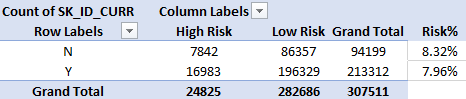 Count of SK_ID_CURR Column Labels
Row Labels High Risk Low Risk Grand Total Risk%
N 7842 86357 94199 8.32%
Y 16983 196329 213312 7.96%
Grand Total 24825 282686 307511